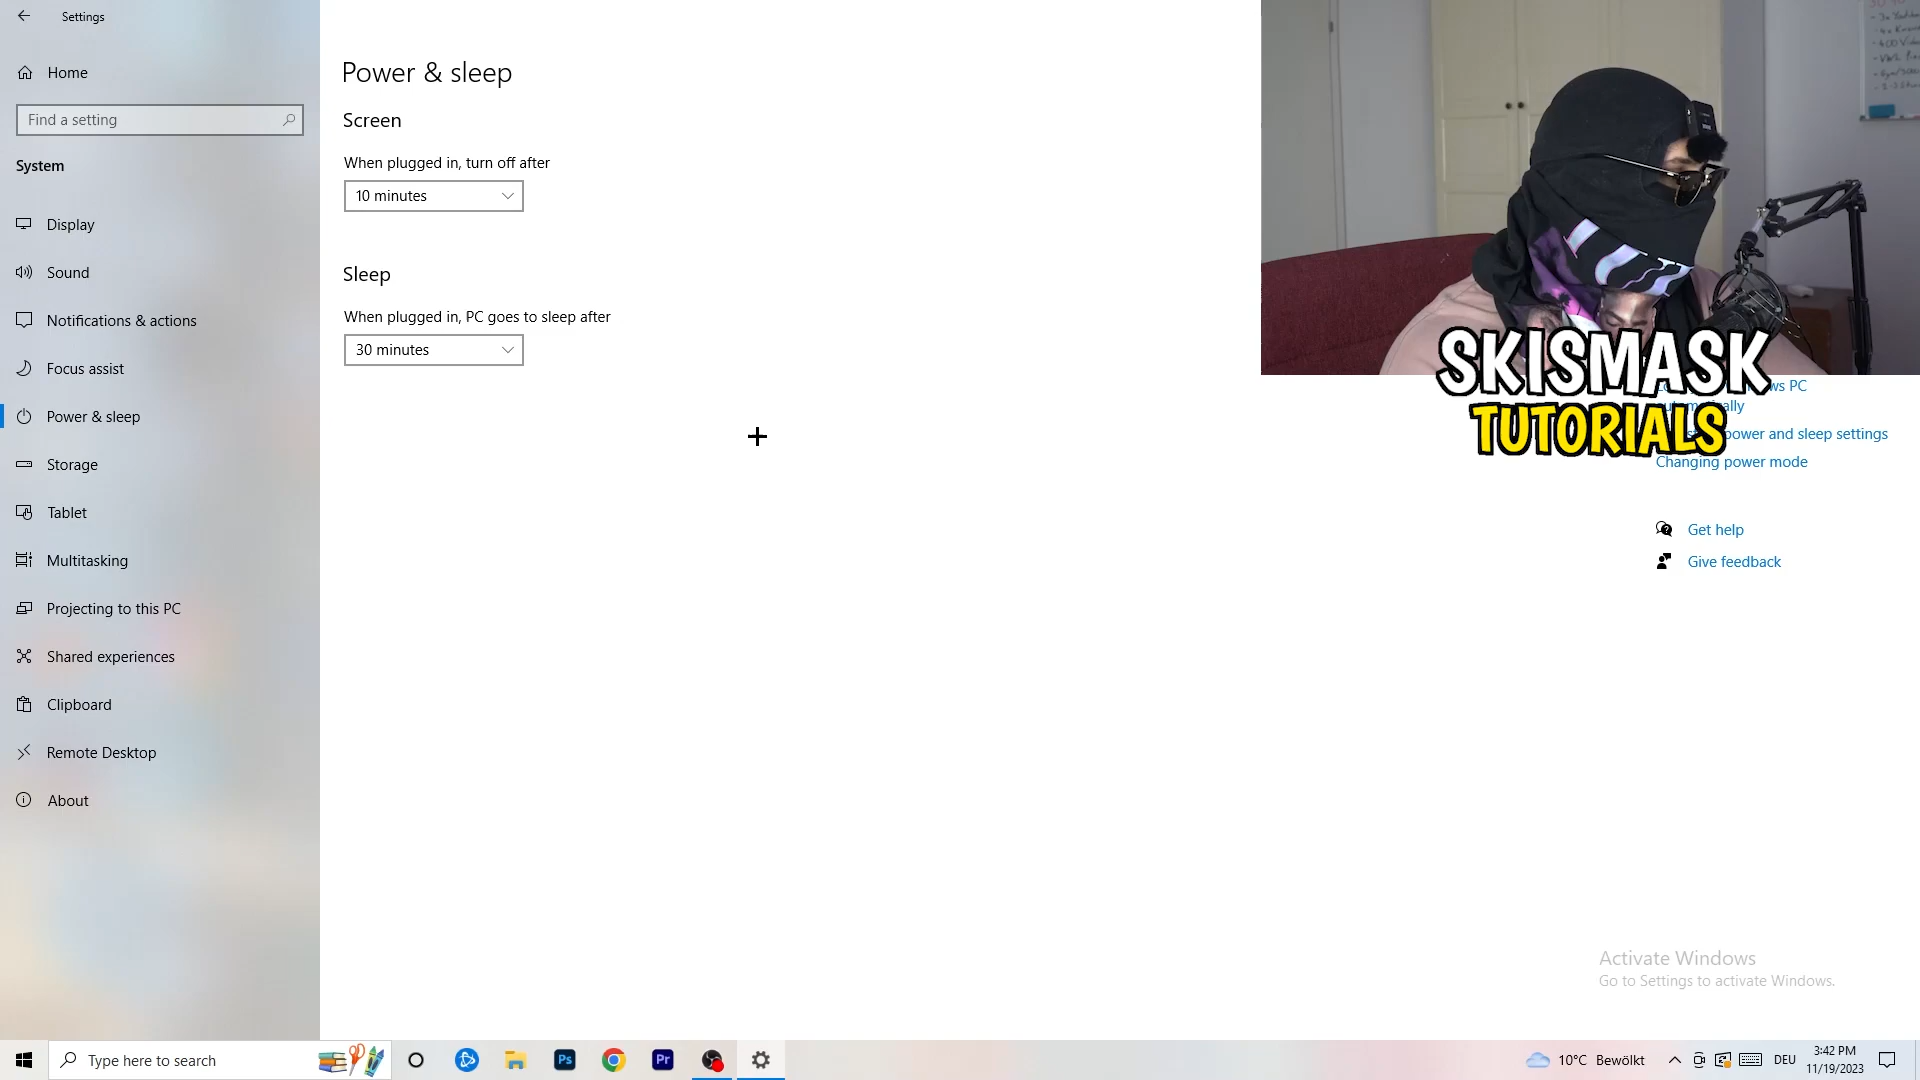 Settings
Home
Find a setting
System
Display
Sound
Notifications & actions
Focus assist
Power & sleep
Storage
Tablet
Multitasking
Projecting to this PC
Shared experiences
Clipboard
Remote Desktop
About
Power & sleep
Screen
When plugged in, turn off after
10 minutes
Sleep
When plugged in, PC goes to sleep after
30 minutes
SKISMASK
TUTORIALS
PC
power and sleep settings
Changing power mode
Get help
Give feedback
Activate Windows
Go to Settings to activate Windows.
Type here to search
Ps
Pr
10°C Bewölkt
DEU
3:42 PM
11/19/2023